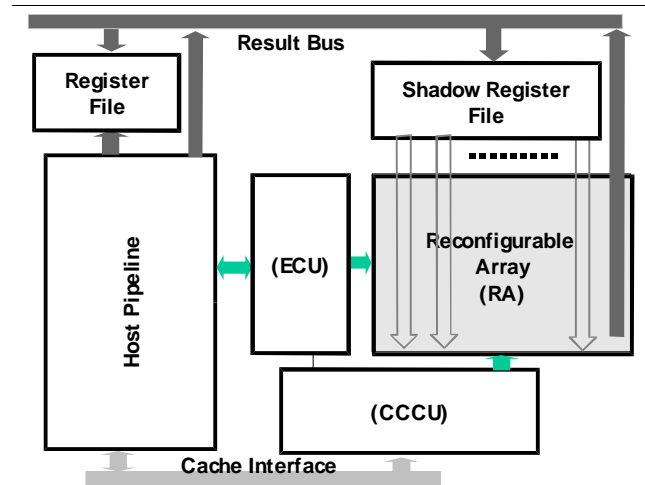 Result Bus
Register
File
Shadow Register
File
Host Pipeline
(ECU)
Reconfigurable
Array
(RA)
(CCCU)
Cache Interface